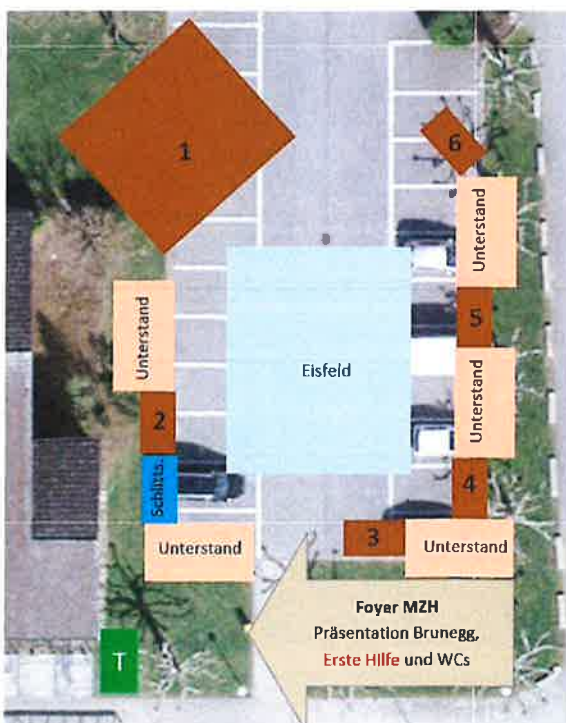 1
6
Unterstand
Unterstand
5
Eisfeld
2
Unterstand
Schlitts.
4
Unterstand
3
Unterstand
Foyer MZH
Präsentation Brunegg,
Erste Hilfe und WCs
T